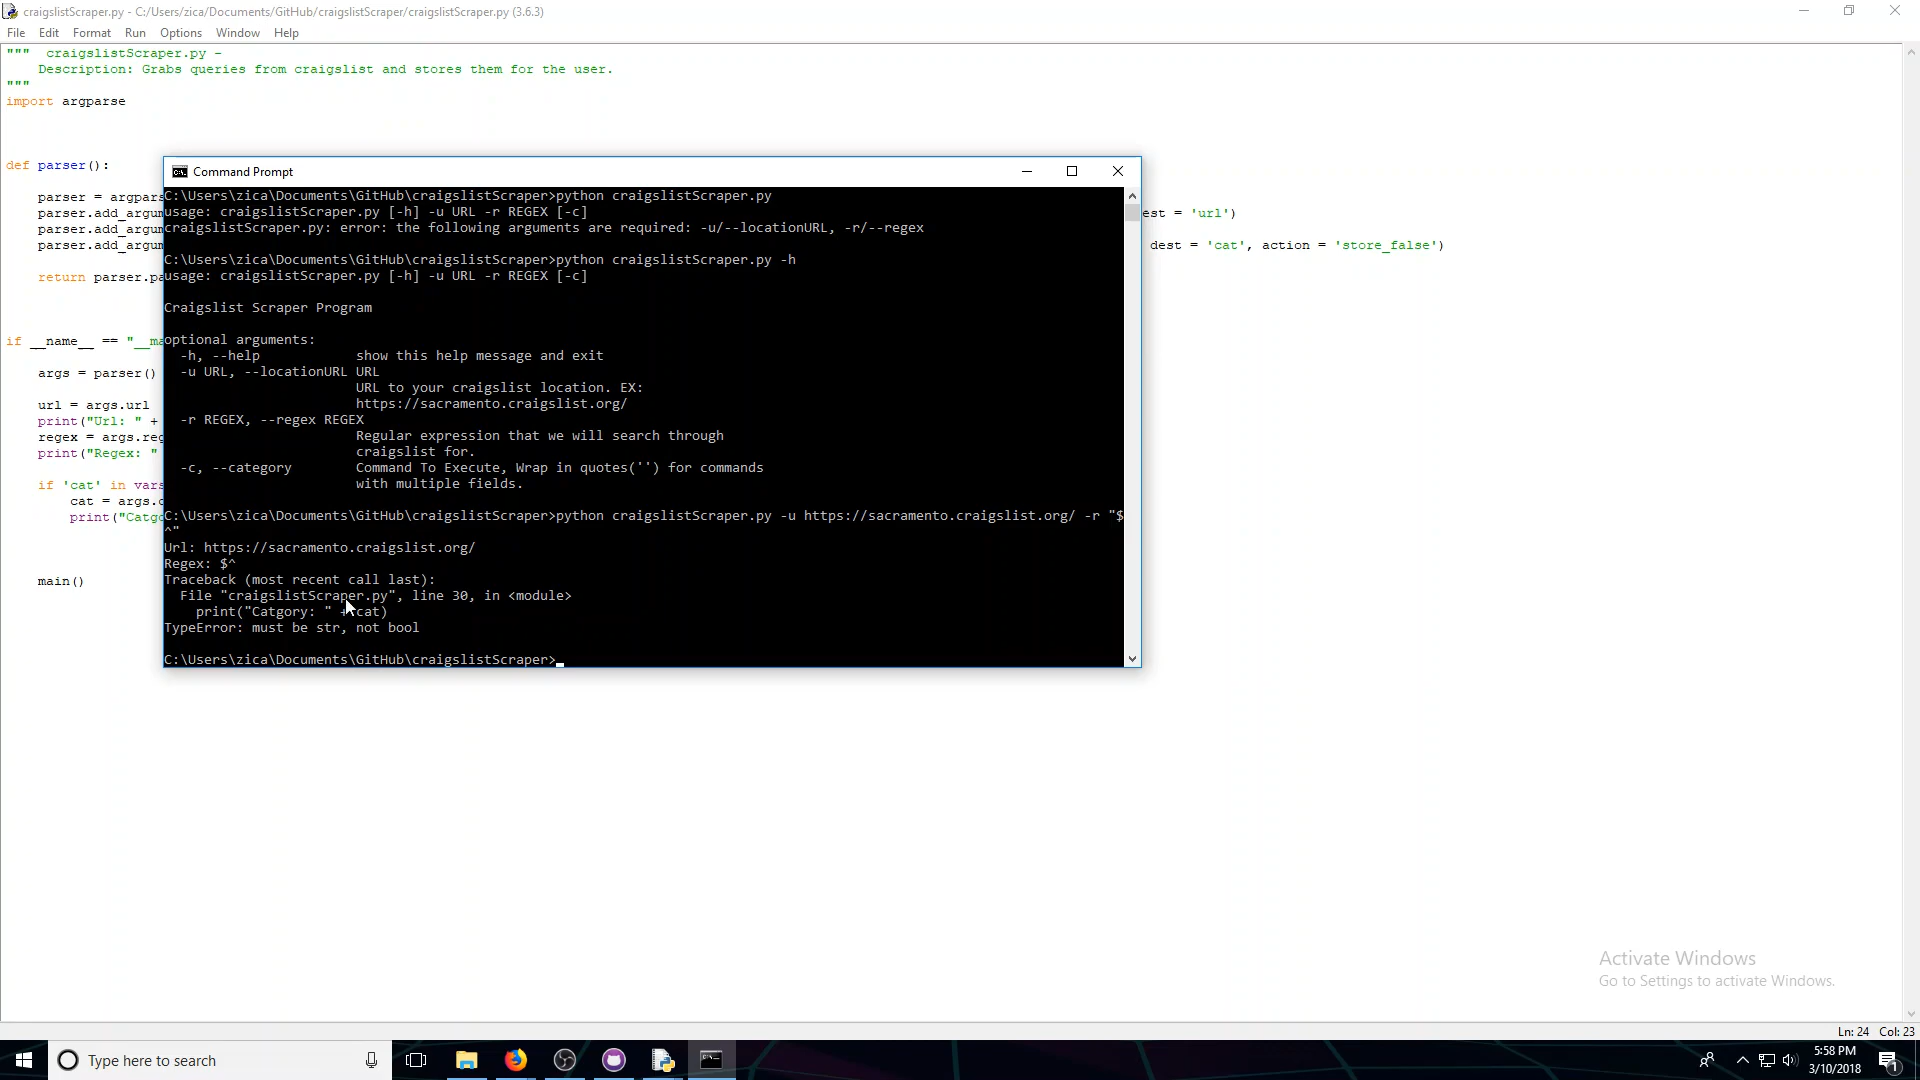 craigslistScraper.py - C:/Users/zica/Documents/GitHub/craigslistScraper/craigslistScraper.py (3.6.3)
File Edit Format Run Options Window Help
""" craigslistScraper.py -
Description: Grabs queries from craigslist and stores them for the user.
"""
import argparse
def parser():
parser = argpars
parser.add_argum
est = 'url')
parser.add_argum
parser.add_argum
dest = 'cat', action = 'store_false')
return parser.pa
if __name__ == "__ma
args = parser()
url = args.url
print("Url: " +
regex = args.reg
print("Regex: "
if 'cat' in vars
cat = args.c
print("Catgo
main()
Command Prompt
C:\Users\zica\Documents\GitHub\craigslistScraper>python craigslistScraper.py
usage: craigslistScraper.py [-h] -u URL -r REGEX [-c]
craigslistScraper.py: error: the following arguments are required: -u/--locationURL, -r/--regex
C:\Users\zica\Documents\GitHub\craigslistScraper>python craigslistScraper.py -h
usage: craigslistScraper.py [-h] -u URL -r REGEX [-c]
Craigslist Scraper Program
optional arguments:
-h, --help show this help message and exit
-u URL, --locationURL URL
URL to your craigslist location. EX:
https://sacramento.craigslist.org/
-r REGEX, --regex REGEX
Regular expression that we will search through
craigslist for.
-c, --category Command To Execute, Wrap in quotes('') for commands
with multiple fields.
C:\Users\zica\Documents\GitHub\craigslistScraper>python craigslistScraper.py -u https://sacramento.craigslist.org/ -r "$
^"
Url: https://sacramento.craigslist.org/
Regex: $^
Traceback (most recent call last):
File "craigslistScraper.py", line 30, in <module>
print("Catgory: " + cat)
TypeError: must be str, not bool
C:\Users\zica\Documents\GitHub\craigslistScraper>_
Activate Windows
Go to Settings to activate Windows.
Ln: 24 Col: 23
Type here to search
5:58 PM
3/10/2018
1